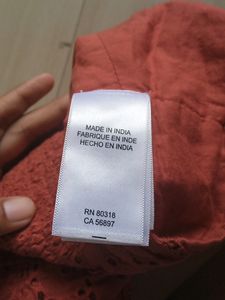 MADE IN INDIA
FABRIQUE EN INDE
HECHO EN INDIA
RN 80318
CA 56897